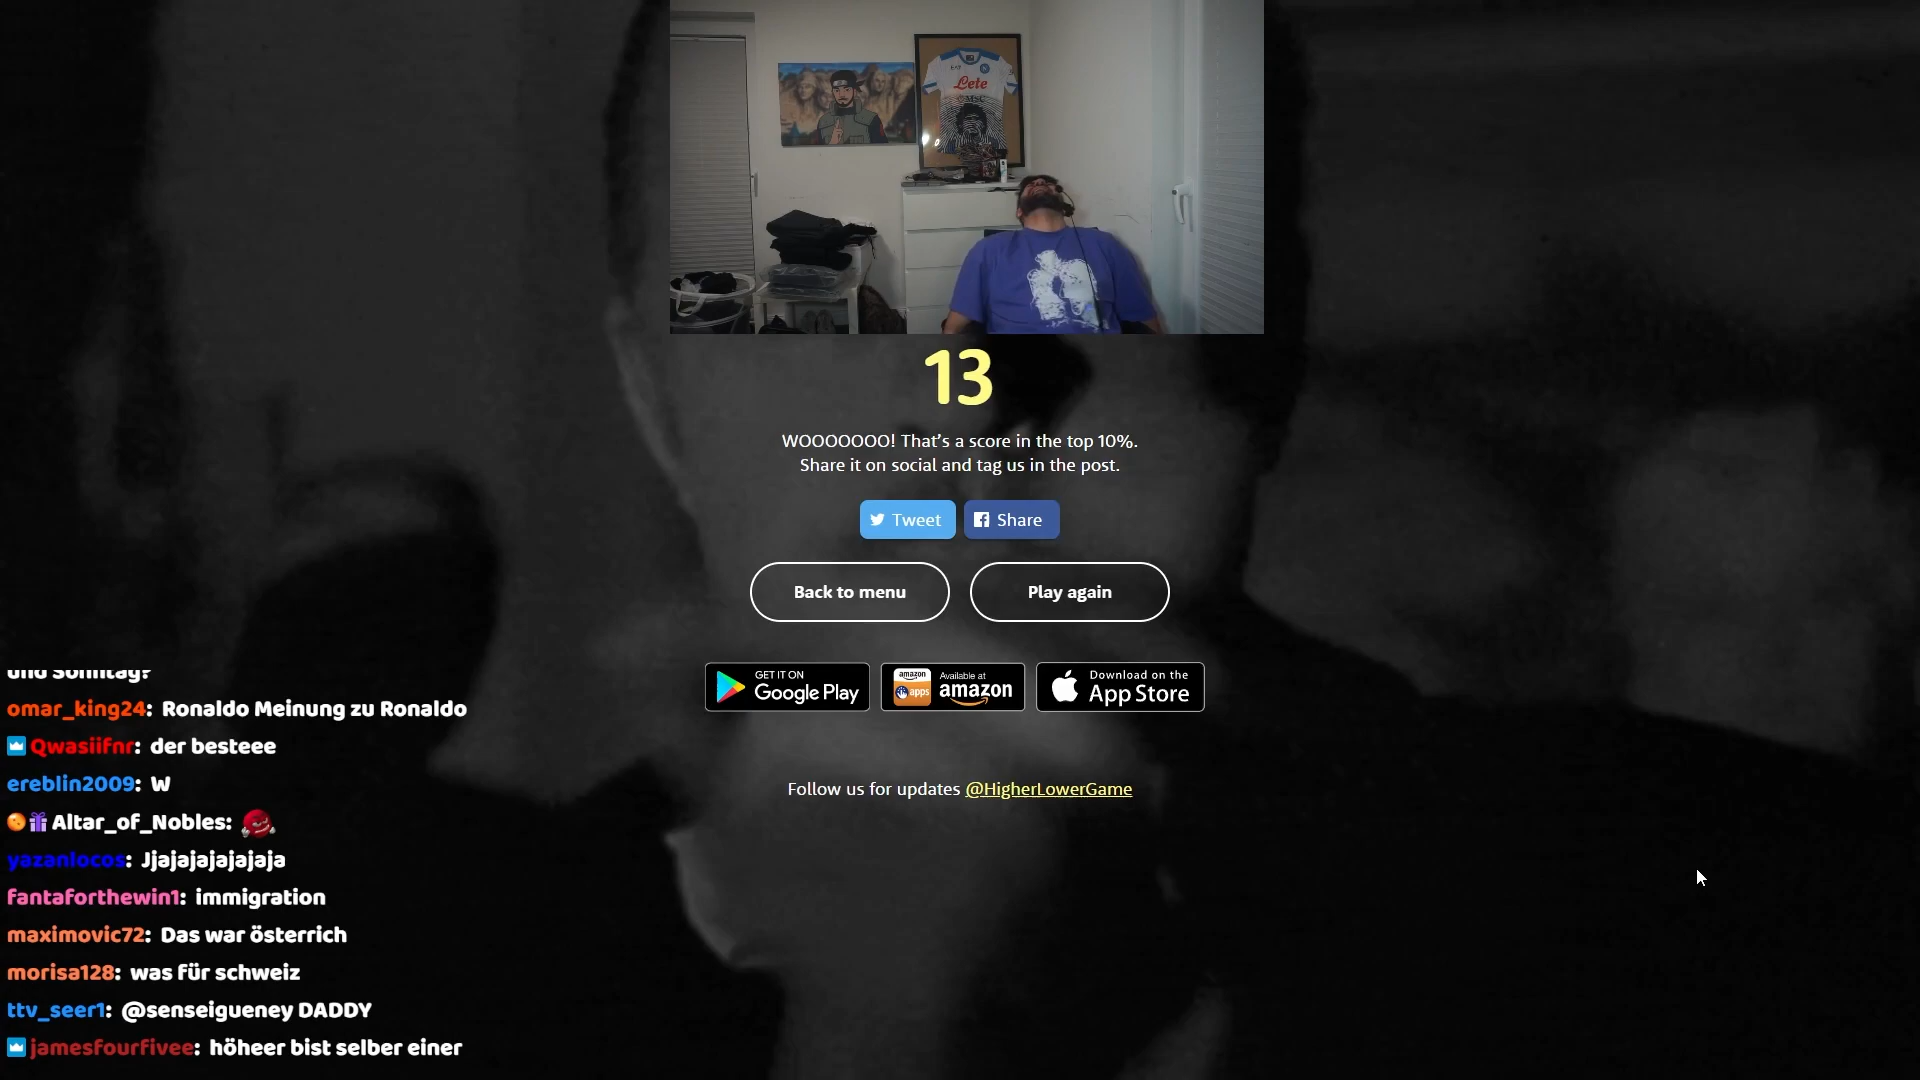 Lete
13
WOOOOOOO! That's a score in the top 10%.
Share it on social and tag us in the post.
Tweet
Share
Back to menu
Play again
GET IT ON
Google Play
amazon
apps
Available at
amazon
Download on the
App Store
Follow us for updates @HigherLowerGame
und Sonntag?
omar_king24: Ronaldo Meinung zu Ronaldo
Qwasiifnr: der besteee
ereblin2009: W
Altar_of_Nobles:
yazanlocos: Jjajajajajajaja
fantaforthewin1: immigration
maximovic72: Das war österrich
morisa128: was für schweiz
ttv_seer1: @senseigueney DADDY
jamesfourfivee: höheer bist selber einer